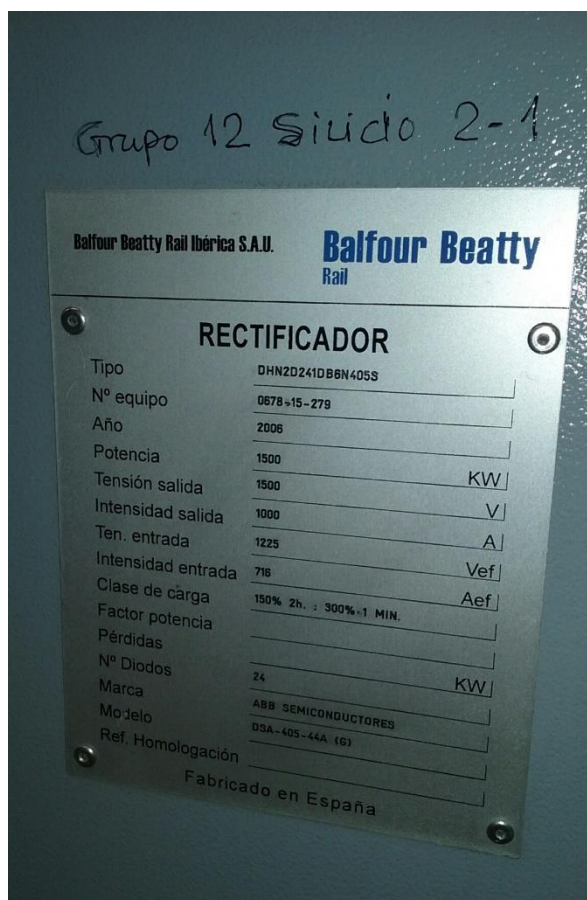 Grupo 12 Silicio 2-1
Balfour Beatty Rail Ibérica S.A.U.
Balfour Beatty
Rail
RECTIFICADOR
Tipo DHN2D241DB6N405S
Nº equipo 0678-15-279
Año 2006
Potencia 1500 KW
Tensión salida 1500 V
Intensidad salida 1000 A
Ten. entrada 1225 Vef
Intensidad entrada 716 Aef
Clase de carga 150% 2h. : 300%-1 MIN.
Factor potencia
Pérdidas KW
Nº Diodos 24
Marca ABB SEMICONDUCTORES
Modelo DSA-405-44A (G)
Ref. Homologación
Fabricado en España